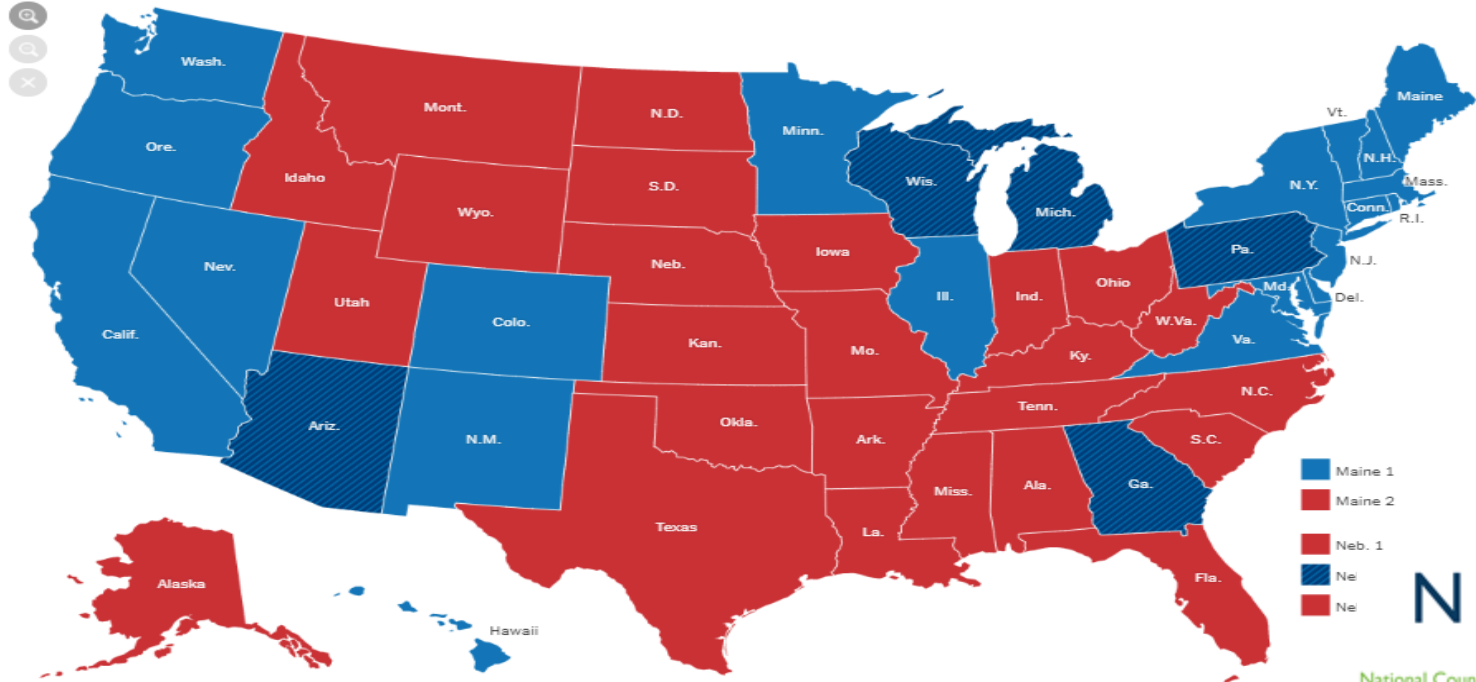 Wash.
Ore.
Calif.
Nev.
Idaho
Mont.
Wyo.
Utah
Ariz.
Colo.
N.M.
N.D.
S.D.
Neb.
Kan.
Okla.
Texas
Minn.
Iowa
Mo.
Ark.
La.
Wis.
Ill.
Mich.
Ind.
Ohio
Ky.
Tenn.
Miss.
Ala.
Ga.
Fla.
S.C.
N.C.
Va.
W.Va.
Md.
Del.
Pa.
N.J.
N.Y.
Conn.
R.I.
Mass.
Vt.
N.H.
Maine
Alaska
Hawaii
Maine 1
Maine 2
Neb. 1
Ne
Ne
N
National Coun